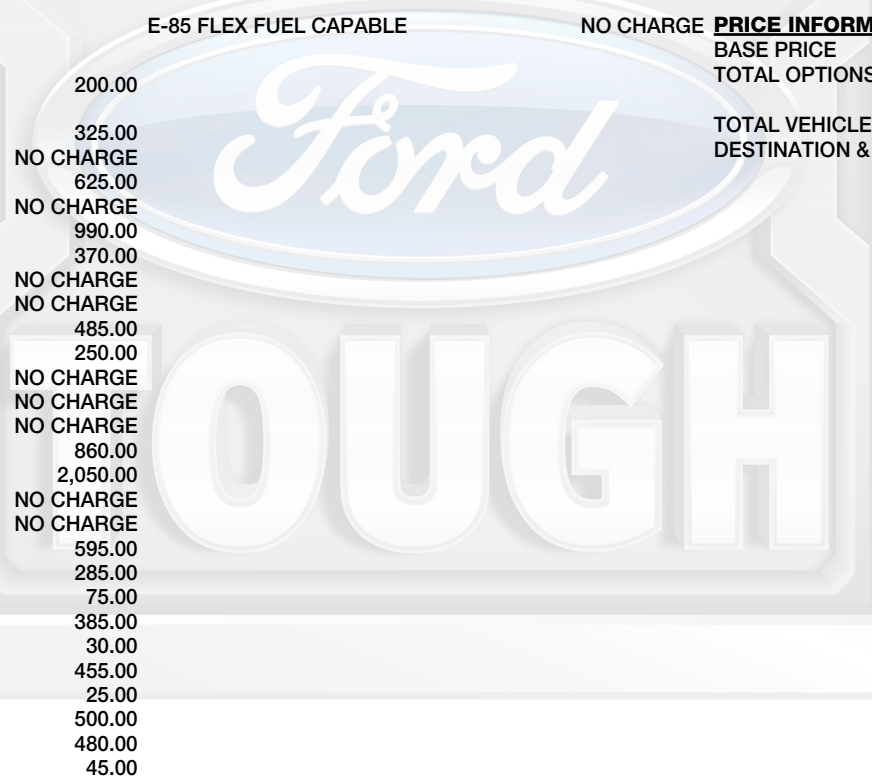 E-85 FLEX FUEL CAPABLE NO CHARGE PRICE INFORM
BASE PRICE
200.00 TOTAL OPTIONS
325.00 TOTAL VEHICLE
NO CHARGE DESTINATION &
625.00
NO CHARGE
990.00
370.00
NO CHARGE
NO CHARGE
485.00
250.00
NO CHARGE
NO CHARGE
NO CHARGE
860.00
2,050.00
NO CHARGE
NO CHARGE
595.00
285.00
75.00
385.00
30.00
455.00
25.00
500.00
480.00
45.00
Ford
TOUGH